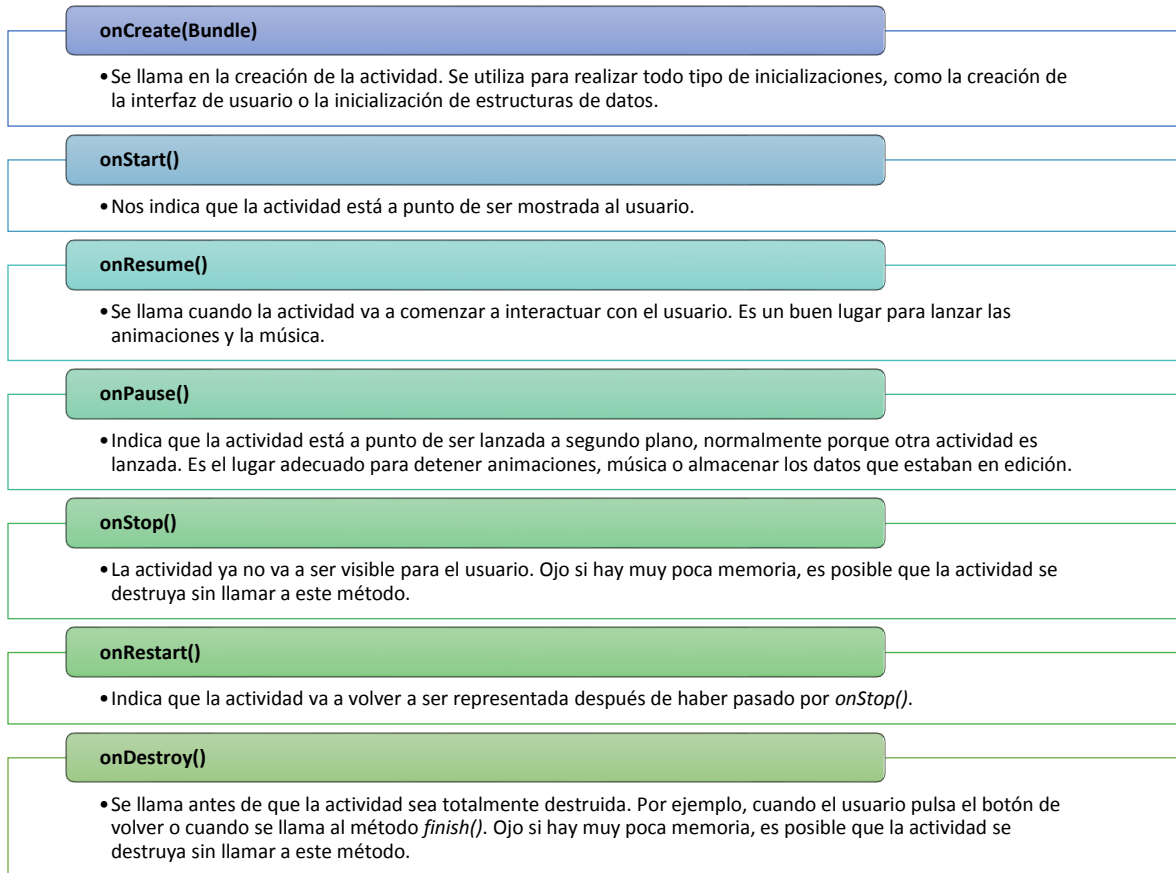 onCreate(Bundle)
•Se llama en la creación de la actividad. Se utiliza para realizar todo tipo de inicializaciones, como la creación de
la interfaz de usuario o la inicialización de estructuras de datos.
onStart()
•Nos indica que la actividad está a punto de ser mostrada al usuario.
onResume()
•Se llama cuando la actividad va a comenzar a interactuar con el usuario. Es un buen lugar para lanzar las
animaciones y la música.
onPause()
•Indica que la actividad está a punto de ser lanzada a segundo plano, normalmente porque otra actividad es
lanzada. Es el lugar adecuado para detener animaciones, música o almacenar los datos que estaban en edición.
onStop()
•La actividad ya no va a ser visible para el usuario. Ojo si hay muy poca memoria, es posible que la actividad se
destruya sin llamar a este método.
onRestart()
•Indica que la actividad va a volver a ser representada después de haber pasado por onStop().
onDestroy()
•Se llama antes de que la actividad sea totalmente destruida. Por ejemplo, cuando el usuario pulsa el botón de
volver o cuando se llama al método finish(). Ojo si hay muy poca memoria, es posible que la actividad se
destruya sin llamar a este método.